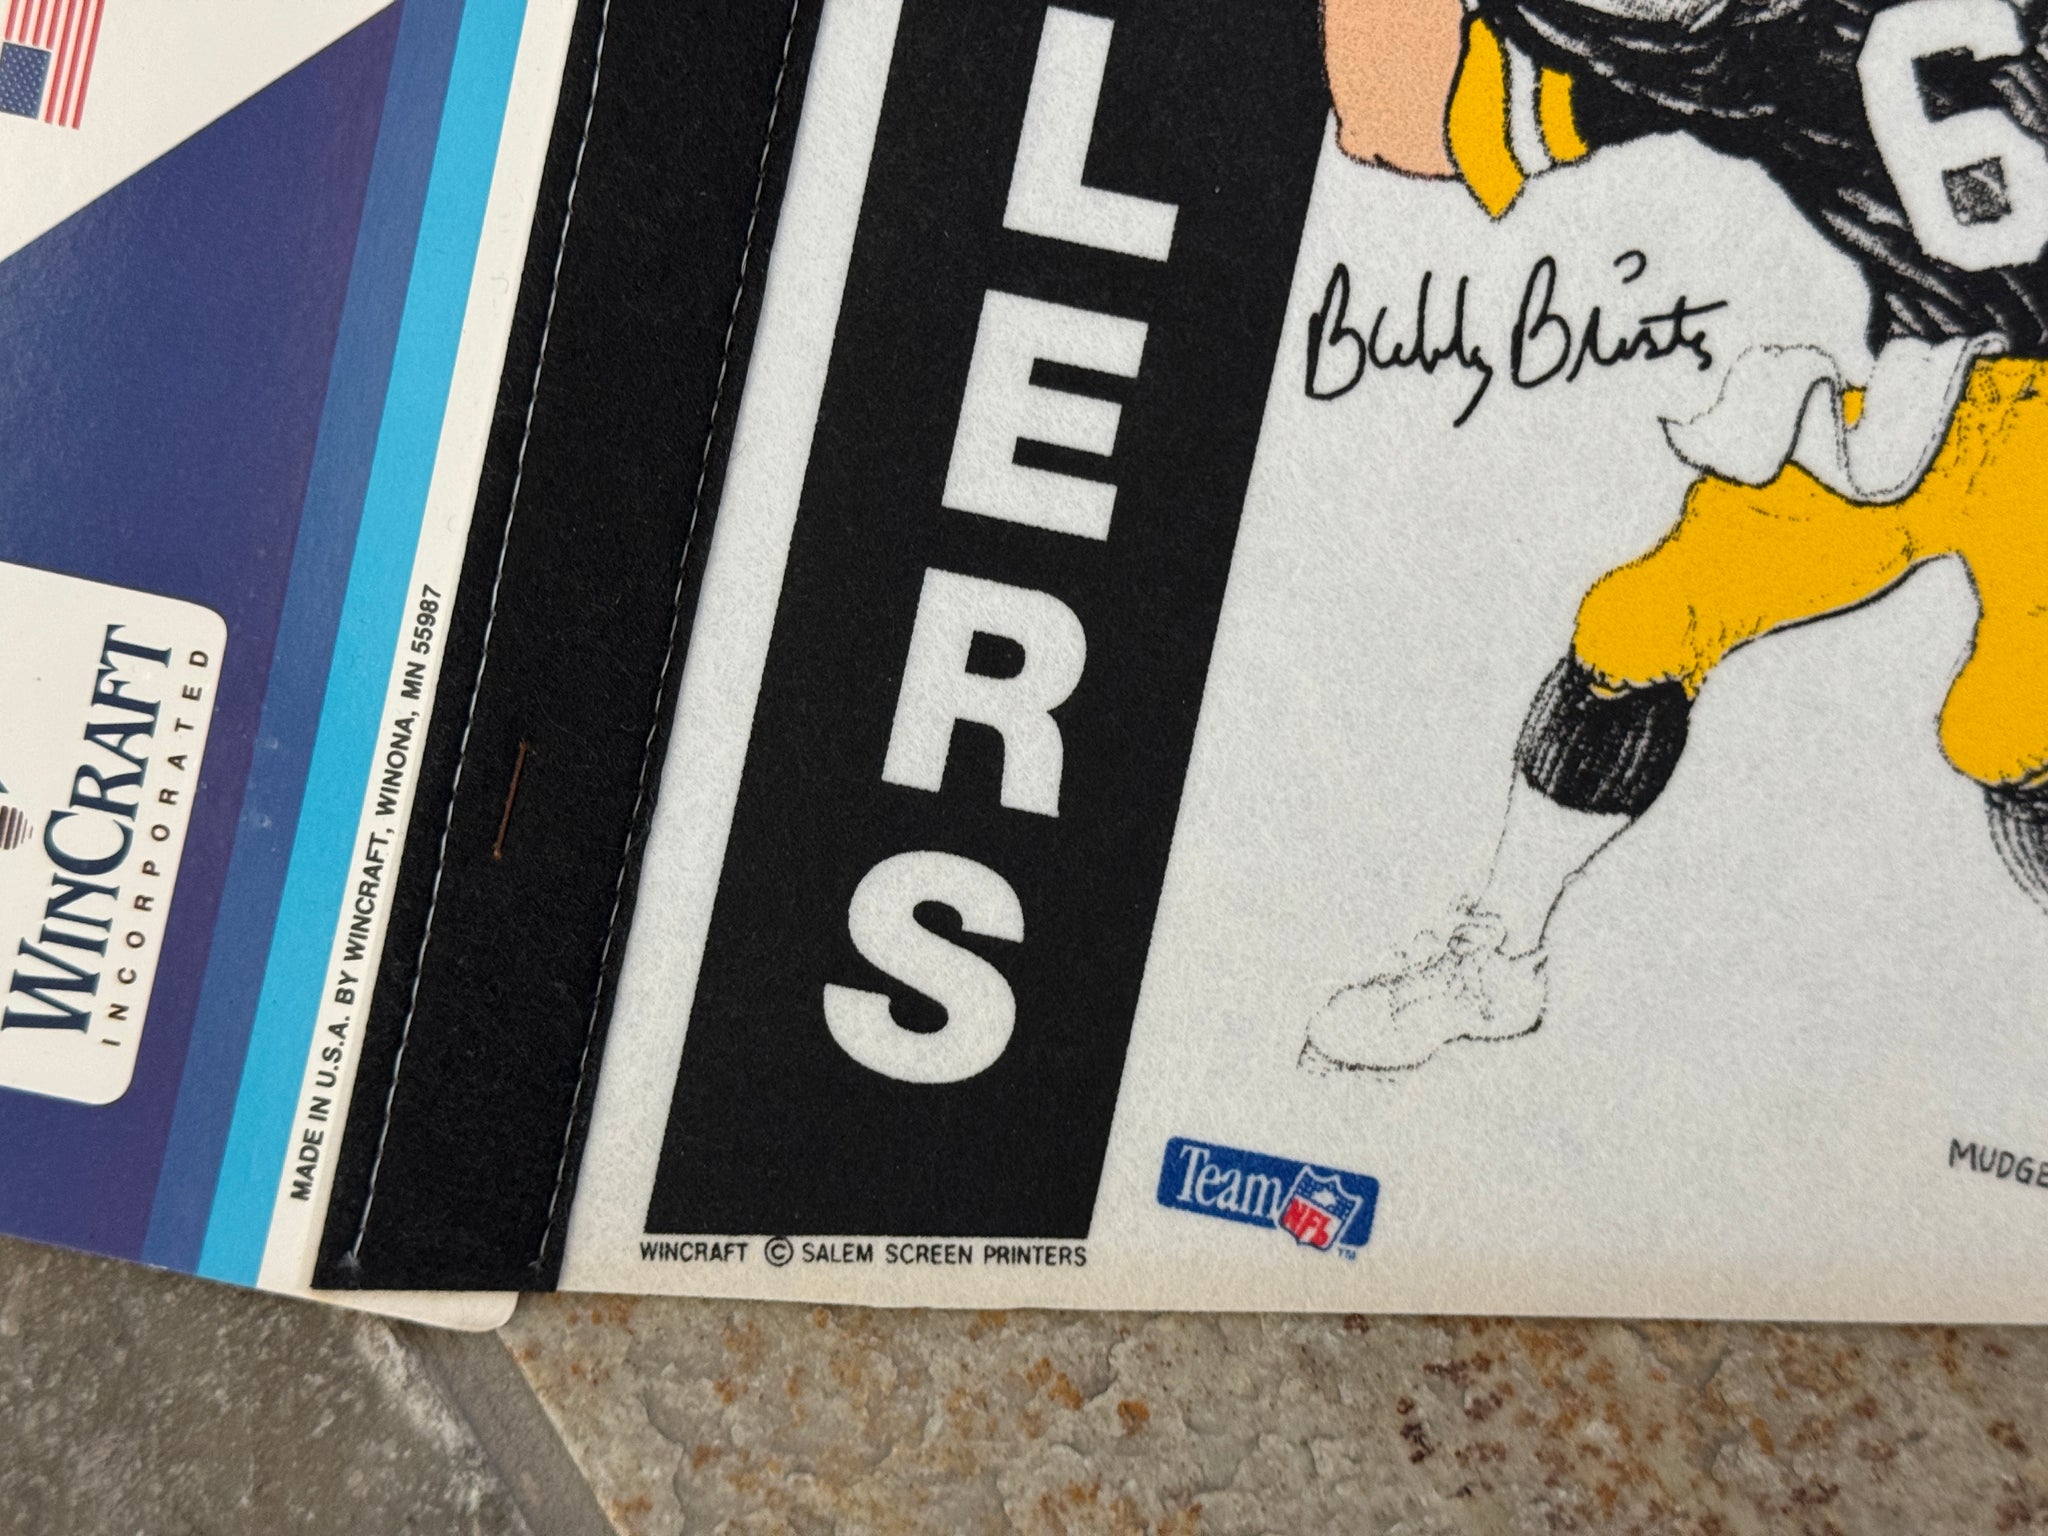 WINCRAFT
INCORPORATED
MADE IN U.S.A. BY WINCRAFT, WINONA, MN 55987
LERS
6
Bubby Brister
Team NFL TM
MUDGE
WINCRAFT © SALEM SCREEN PRINTERS